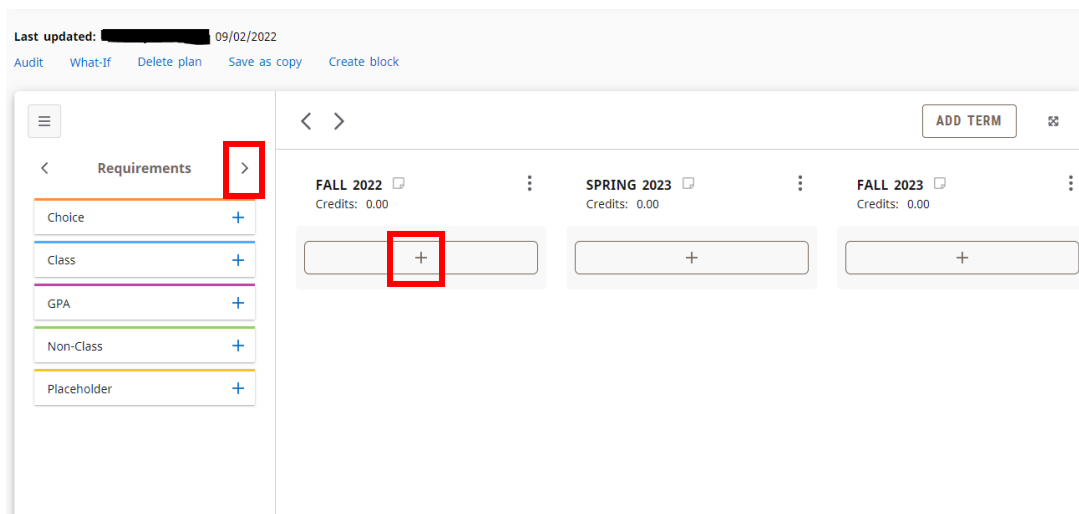 Last updated: 09/02/2022
Audit What-If Delete plan Save as copy Create block
ADD TERM
Requirements
Choice
Class
GPA
Non-Class
Placeholder
FALL 2022
Credits: 0.00
SPRING 2023
Credits: 0.00
FALL 2023
Credits: 0.00